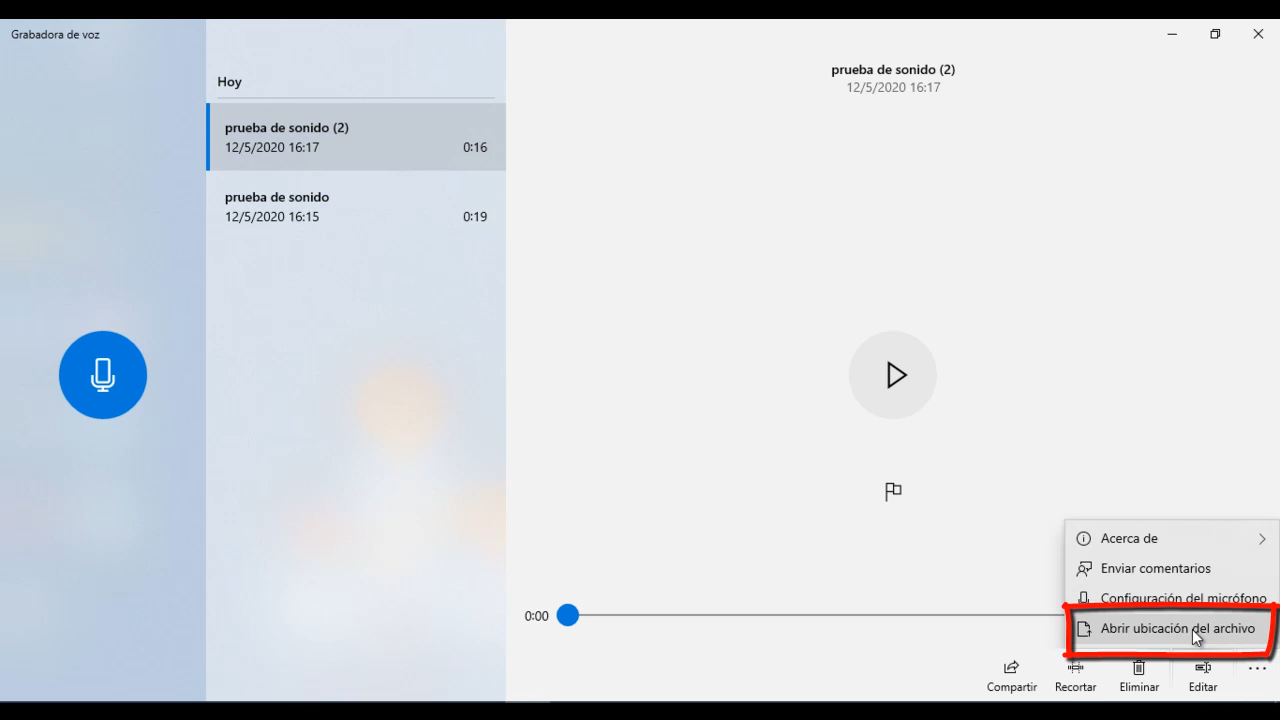 Grabadora de voz
Hoy
prueba de sonido (2)
12/5/2020 16:17
0:16
prueba de sonido
12/5/2020 16:15
0:19
prueba de sonido (2)
12/5/2020 16:17
0:00
Acerca de
Enviar comentarios
Configuración del micrófono
Abrir ubicación del archivo
Compartir
Recortar
Eliminar
Editar